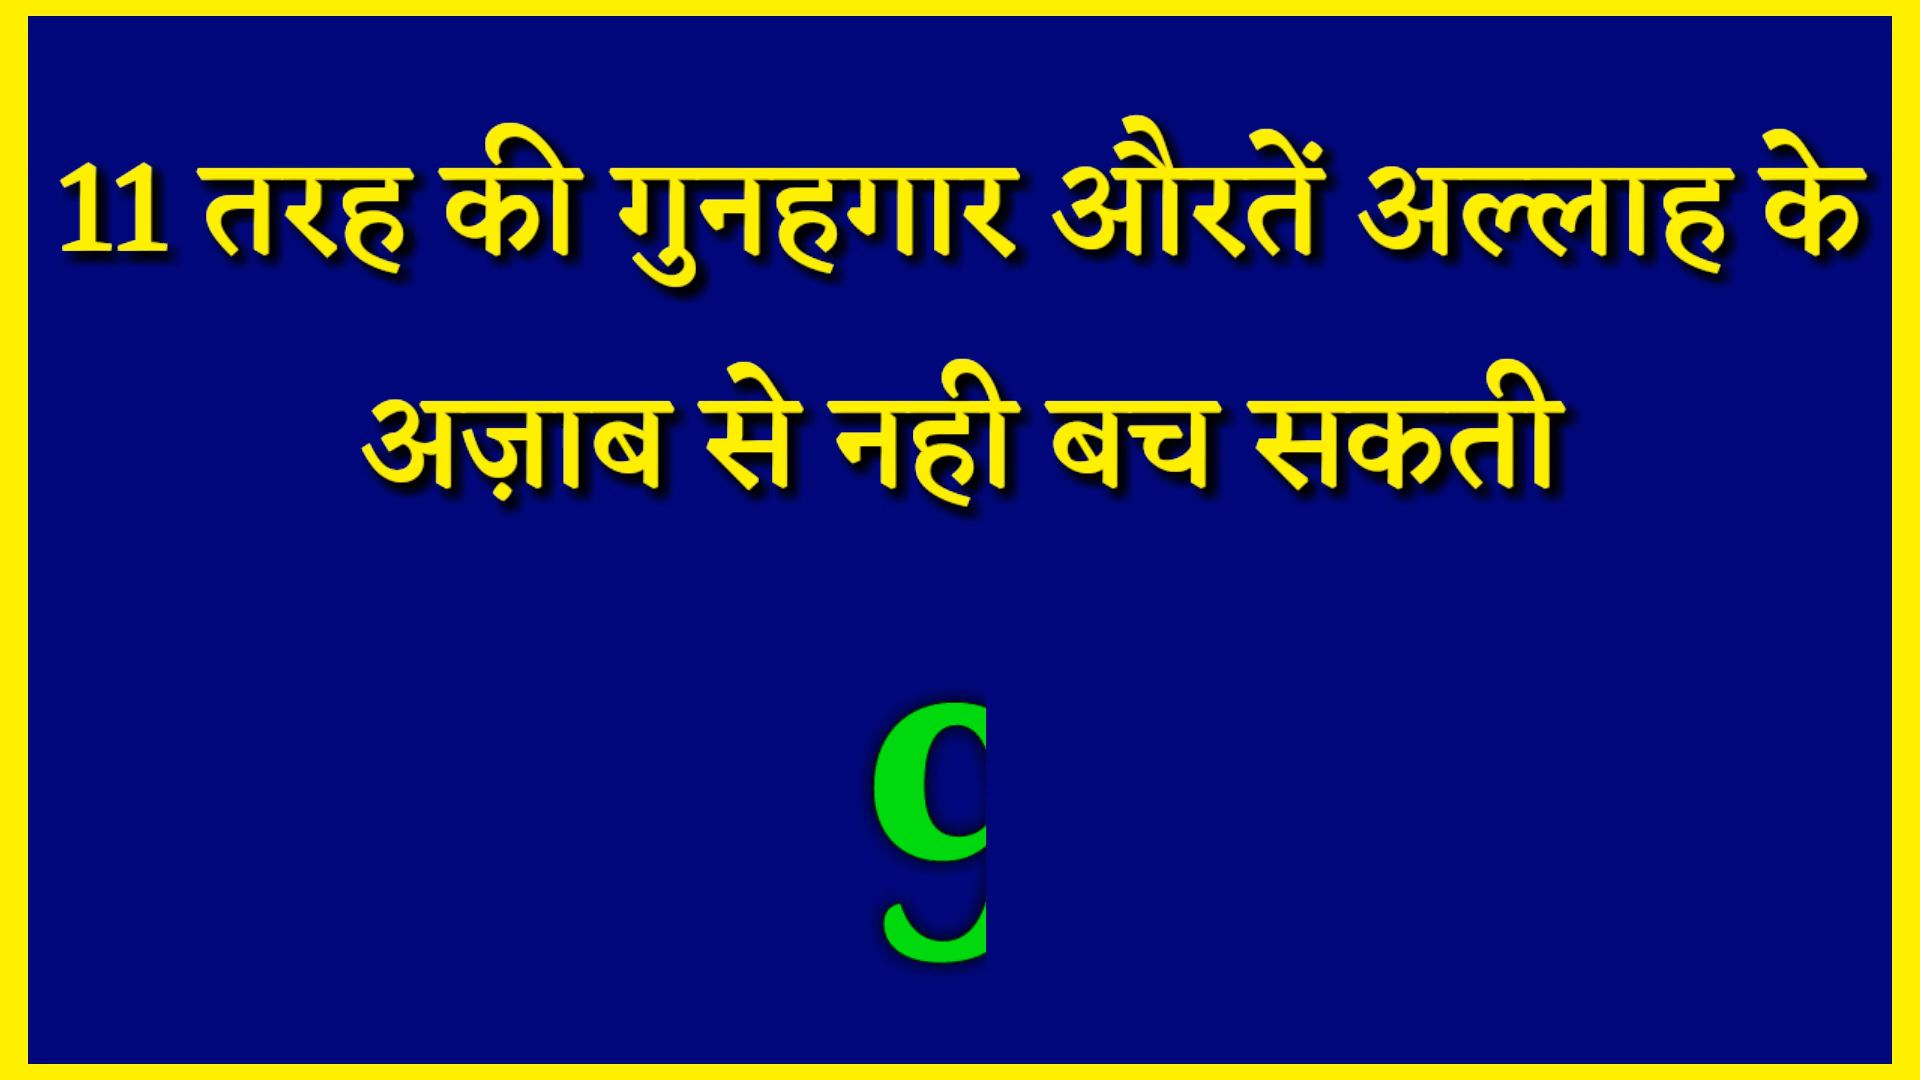 11 तरह की गुनहगार औरतें अल्लाह के
अज़ाब से नही बच सकती
9